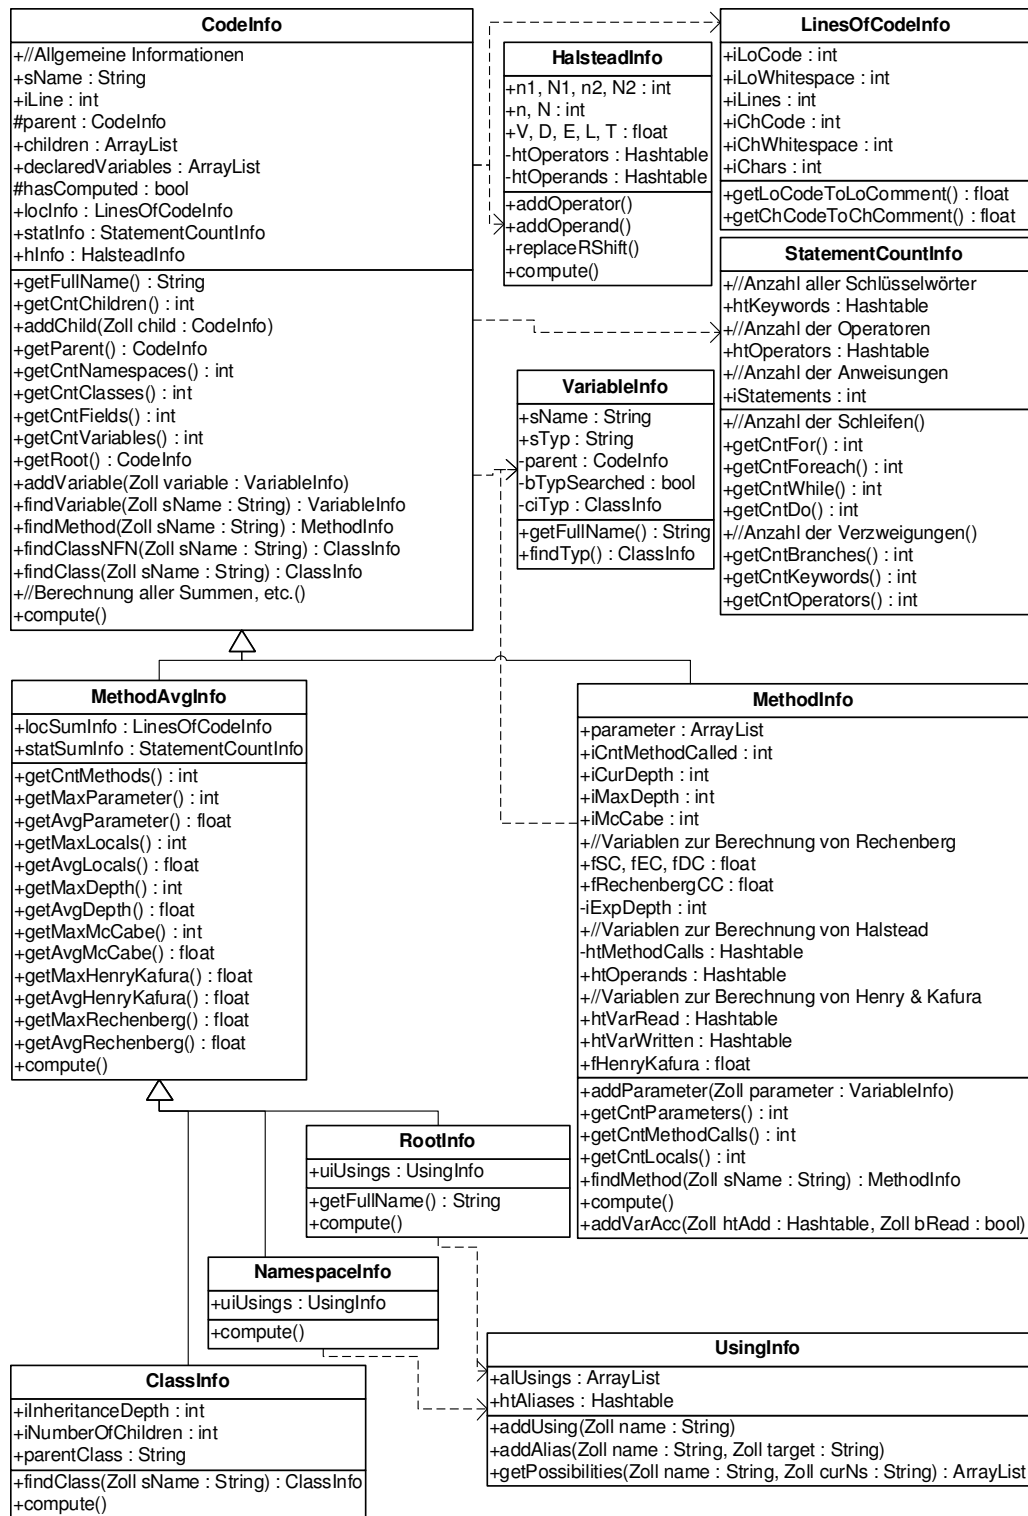 CodeInfo
+//Allgemeine Informationen
+sName : String
+iLine : int
#parent : CodeInfo
+children : ArrayList
+declaredVariables : ArrayList
#hasComputed : bool
+locInfo : LinesOfCodeInfo
+statInfo : StatementCountInfo
+hInfo : HalsteadInfo
+getFullName() : String
+getCntChildren() : int
+addChild(Zoll child : CodeInfo)
+getParent() : CodeInfo
+getCntNamespaces() : int
+getCntClasses() : int
+getCntFields() : int
+getCntVariables() : int
+getRoot() : CodeInfo
+addVariable(Zoll variable : VariableInfo)
+findVariable(Zoll sName : String) : VariableInfo
+findMethod(Zoll sName : String) : MethodInfo
+findClassNFN(Zoll sName : String) : ClassInfo
+findClass(Zoll sName : String) : ClassInfo
+//Berechnung aller Summen, etc.()
+compute()
HalsteadInfo
+n1, N1, n2, N2 : int
+n, N : int
+V, D, E, L, T : float
-htOperators : Hashtable
-htOperands : Hashtable
+addOperator()
+addOperand()
+replaceRShift()
+compute()
LinesOfCodeInfo
+iLoCode : int
+iLoWhitespace : int
+iLines : int
+iChCode : int
+iChWhitespace : int
+iChars : int
+getLoCodeToLoComment() : float
+getChCodeToChComment() : float
StatementCountInfo
+//Anzahl aller Schlüsselwörter
+htKeywords : Hashtable
+//Anzahl der Operatoren
+htOperators : Hashtable
+//Anzahl der Anweisungen
+iStatements : int
+//Anzahl der Schleifen()
+getCntFor() : int
+getCntForeach() : int
+getCntWhile() : int
+getCntDo() : int
+//Anzahl der Verzweigungen()
+getCntBranches() : int
+getCntKeywords() : int
+getCntOperators() : int
VariableInfo
+sName : String
+sTyp : String
-parent : CodeInfo
-bTypSearched : bool
-ciTyp : ClassInfo
+getFullName() : String
+findTyp() : ClassInfo
MethodAvgInfo
+locSumInfo : LinesOfCodeInfo
+statSumInfo : StatementCountInfo
+getCntMethods() : int
+getMaxParameter() : int
+getAvgParameter() : float
+getMaxLocals() : int
+getAvgLocals() : float
+getMaxDepth() : int
+getAvgDepth() : float
+getMaxMcCabe() : int
+getAvgMcCabe() : float
+getMaxHenryKafura() : float
+getAvgHenryKafura() : float
+getMaxRechenberg() : float
+getAvgRechenberg() : float
+compute()
MethodInfo
+parameter : ArrayList
+iCntMethodCalled : int
+iCurDepth : int
+iMaxDepth : int
+iMcCabe : int
+//Variablen zur Berechnung von Rechenberg
+fSC, fEC, fDC : float
+fRechenbergCC : float
-iExpDepth : int
+//Variablen zur Berechnung von Halstead
-htMethodCalls : Hashtable
+htOperands : Hashtable
+//Variablen zur Berechnung von Henry & Kafura
+htVarRead : Hashtable
+htVarWritten : Hashtable
+fHenryKafura : float
+addParameter(Zoll parameter : VariableInfo)
+getCntParameters() : int
+getCntMethodCalls() : int
+getCntLocals() : int
+findMethod(Zoll sName : String) : MethodInfo
+compute()
+addVarAcc(Zoll htAdd : Hashtable, Zoll bRead : bool)
RootInfo
+uiUsings : UsingInfo
+getFullName() : String
+compute()
NamespaceInfo
+uiUsings : UsingInfo
+compute()
ClassInfo
+iInheritanceDepth : int
+iNumberOfChildren : int
+parentClass : String
+findClass(Zoll sName : String) : ClassInfo
+compute()
UsingInfo
+alUsings : ArrayList
+htAliases : Hashtable
+addUsing(Zoll name : String)
+addAlias(Zoll name : String, Zoll target : String)
+getPossibilities(Zoll name : String, Zoll curNs : String) : ArrayList